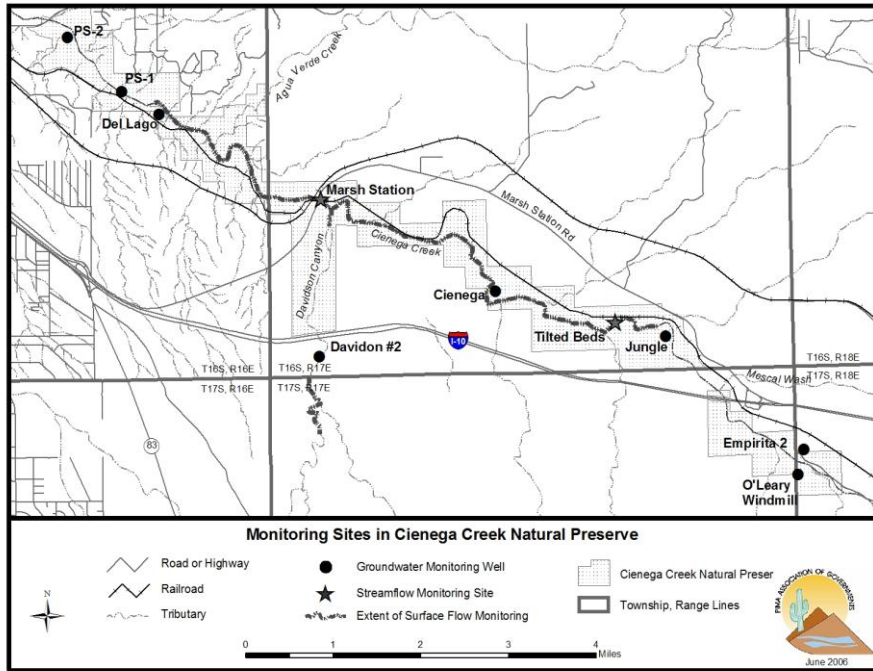 PS-2
PS-1
Agua Verde Creek
Del Lago
Marsh Station
Marsh Station Rd
Cienega Creek
Davidson Canyon
Cienega
I-10
Tilted Beds
Jungle
Davidon #2
T16S, R16E
T16S, R17E
T16S, R18E
T17S, R16E
T17S, R17E
T17S, R18E
Mescal Wash
83
Empirita 2
O'Leary
Windmill
Monitoring Sites in Cienega Creek Natural Preserve
Road or Highway
Railroad
Tributary
Groundwater Monitoring Well
Streamflow Monitoring Site
Extent of Surface Flow Monitoring
Cienega Creek Natural Preser
Township, Range Lines
N
0 1 2 3 4
Miles
PIMA ASSOCIATION OF GOVERNMENTS
June 2006